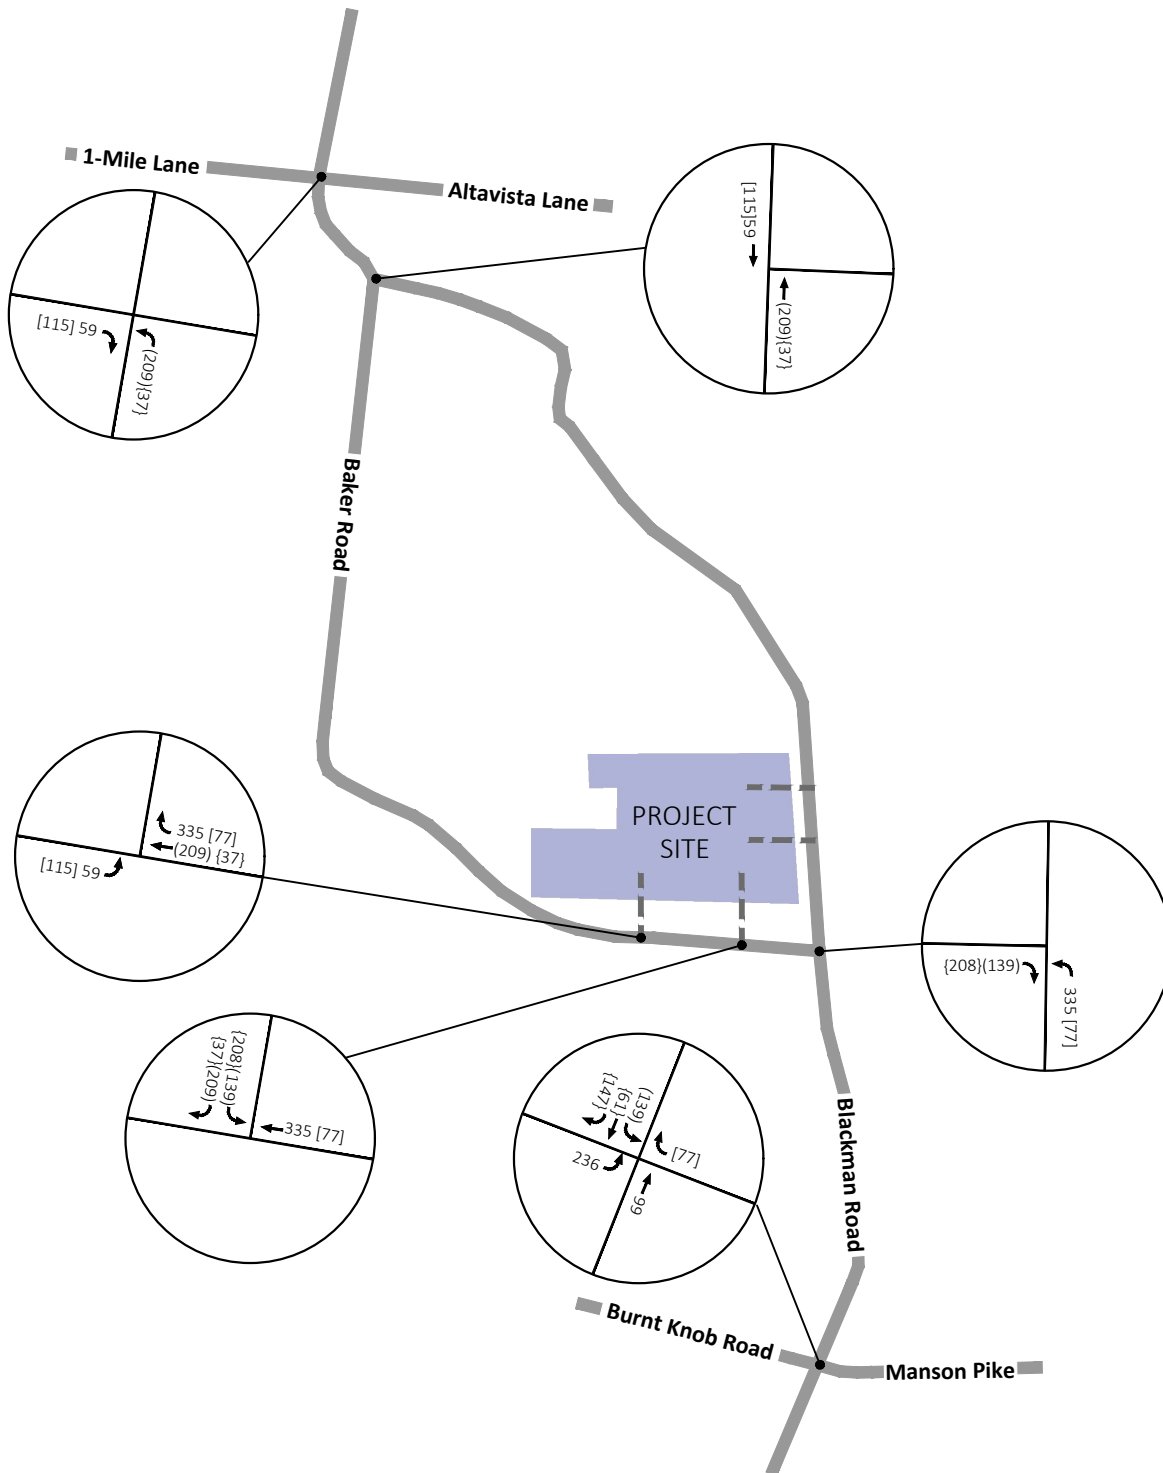 1-Mile Lane
Altavista Lane
[115]59
(209){37}
[115] 59
(209){37}
Baker Road
PROJECT
SITE
335 [77]
(209) {37}
[115] 59
{208}(139)
335 [77]
{208}(139)
{37}(209)
335 [77]
(139)
{61}
{147}
[77]
236
99
Blackman Road
Burnt Knob Road
Manson Pike